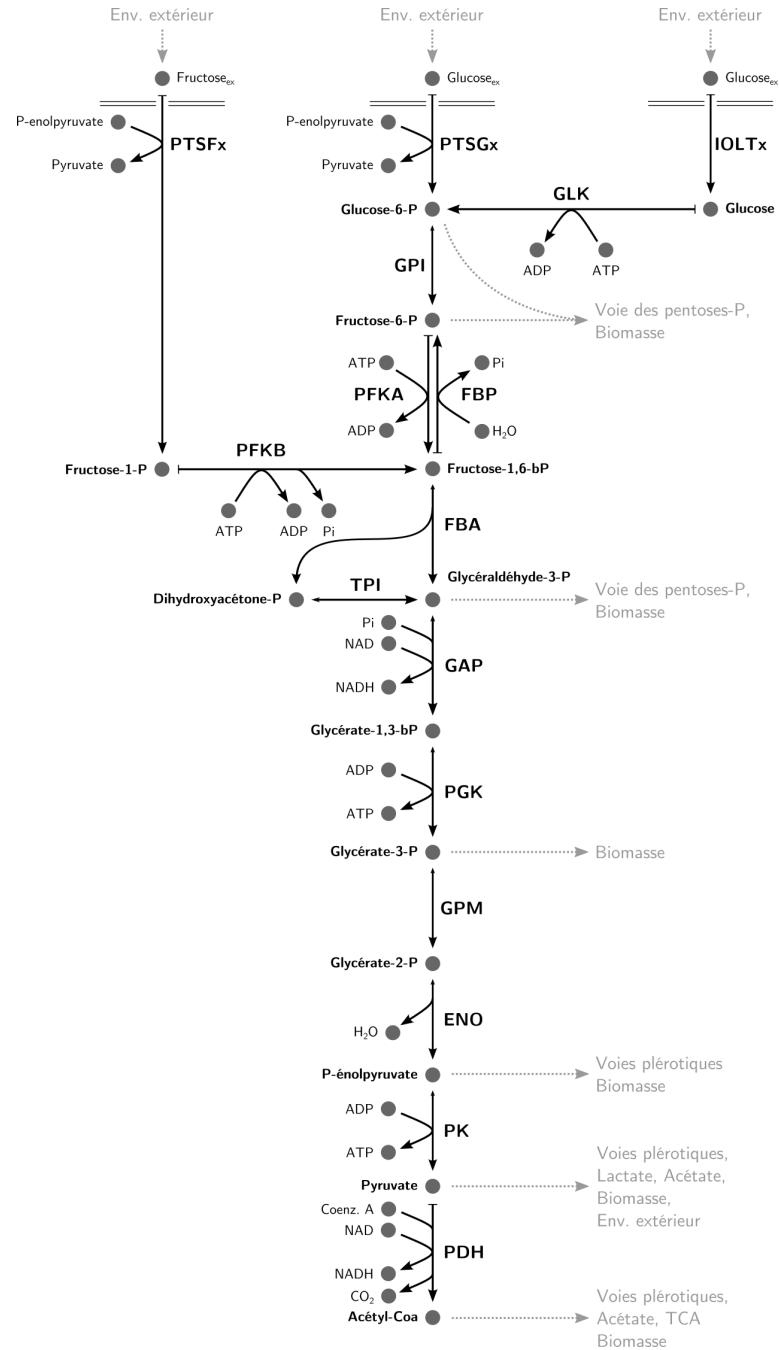 Env. extérieur
Env. extérieur
Env. extérieur
Fructose_ex
Glucose_ex
Glucose_ex
P-enolpyruvate
PTSFx
Pyruvate
P-enolpyruvate
PTSGx
Pyruvate
IOLTx
GLK
Glucose-6-P
Glucose
ADP
ATP
GPI
Fructose-6-P
Voie des pentoses-P,
Biomasse
ATP
Pi
PFKA
FBP
ADP
H₂O
PFKB
Fructose-1-P
Fructose-1,6-bP
ATP
ADP
Pi
FBA
Glycéraldéhyde-3-P
TPI
Dihydroxyacétone-P
Voie des pentoses-P,
Biomasse
Pi
NAD
GAP
NADH
Glycérate-1,3-bP
ADP
PGK
ATP
Glycérate-3-P
Biomasse
GPM
Glycérate-2-P
ENO
H₂O
P-énolpyruvate
Voies plérotiques
Biomasse
ADP
PK
ATP
Pyruvate
Voies plérotiques,
Lactate, Acétate,
Biomasse,
Env. extérieur
Coenz. A
NAD
PDH
NADH
CO₂
Acétyl-Coa
Voies plérotiques,
Acétate, TCA
Biomasse